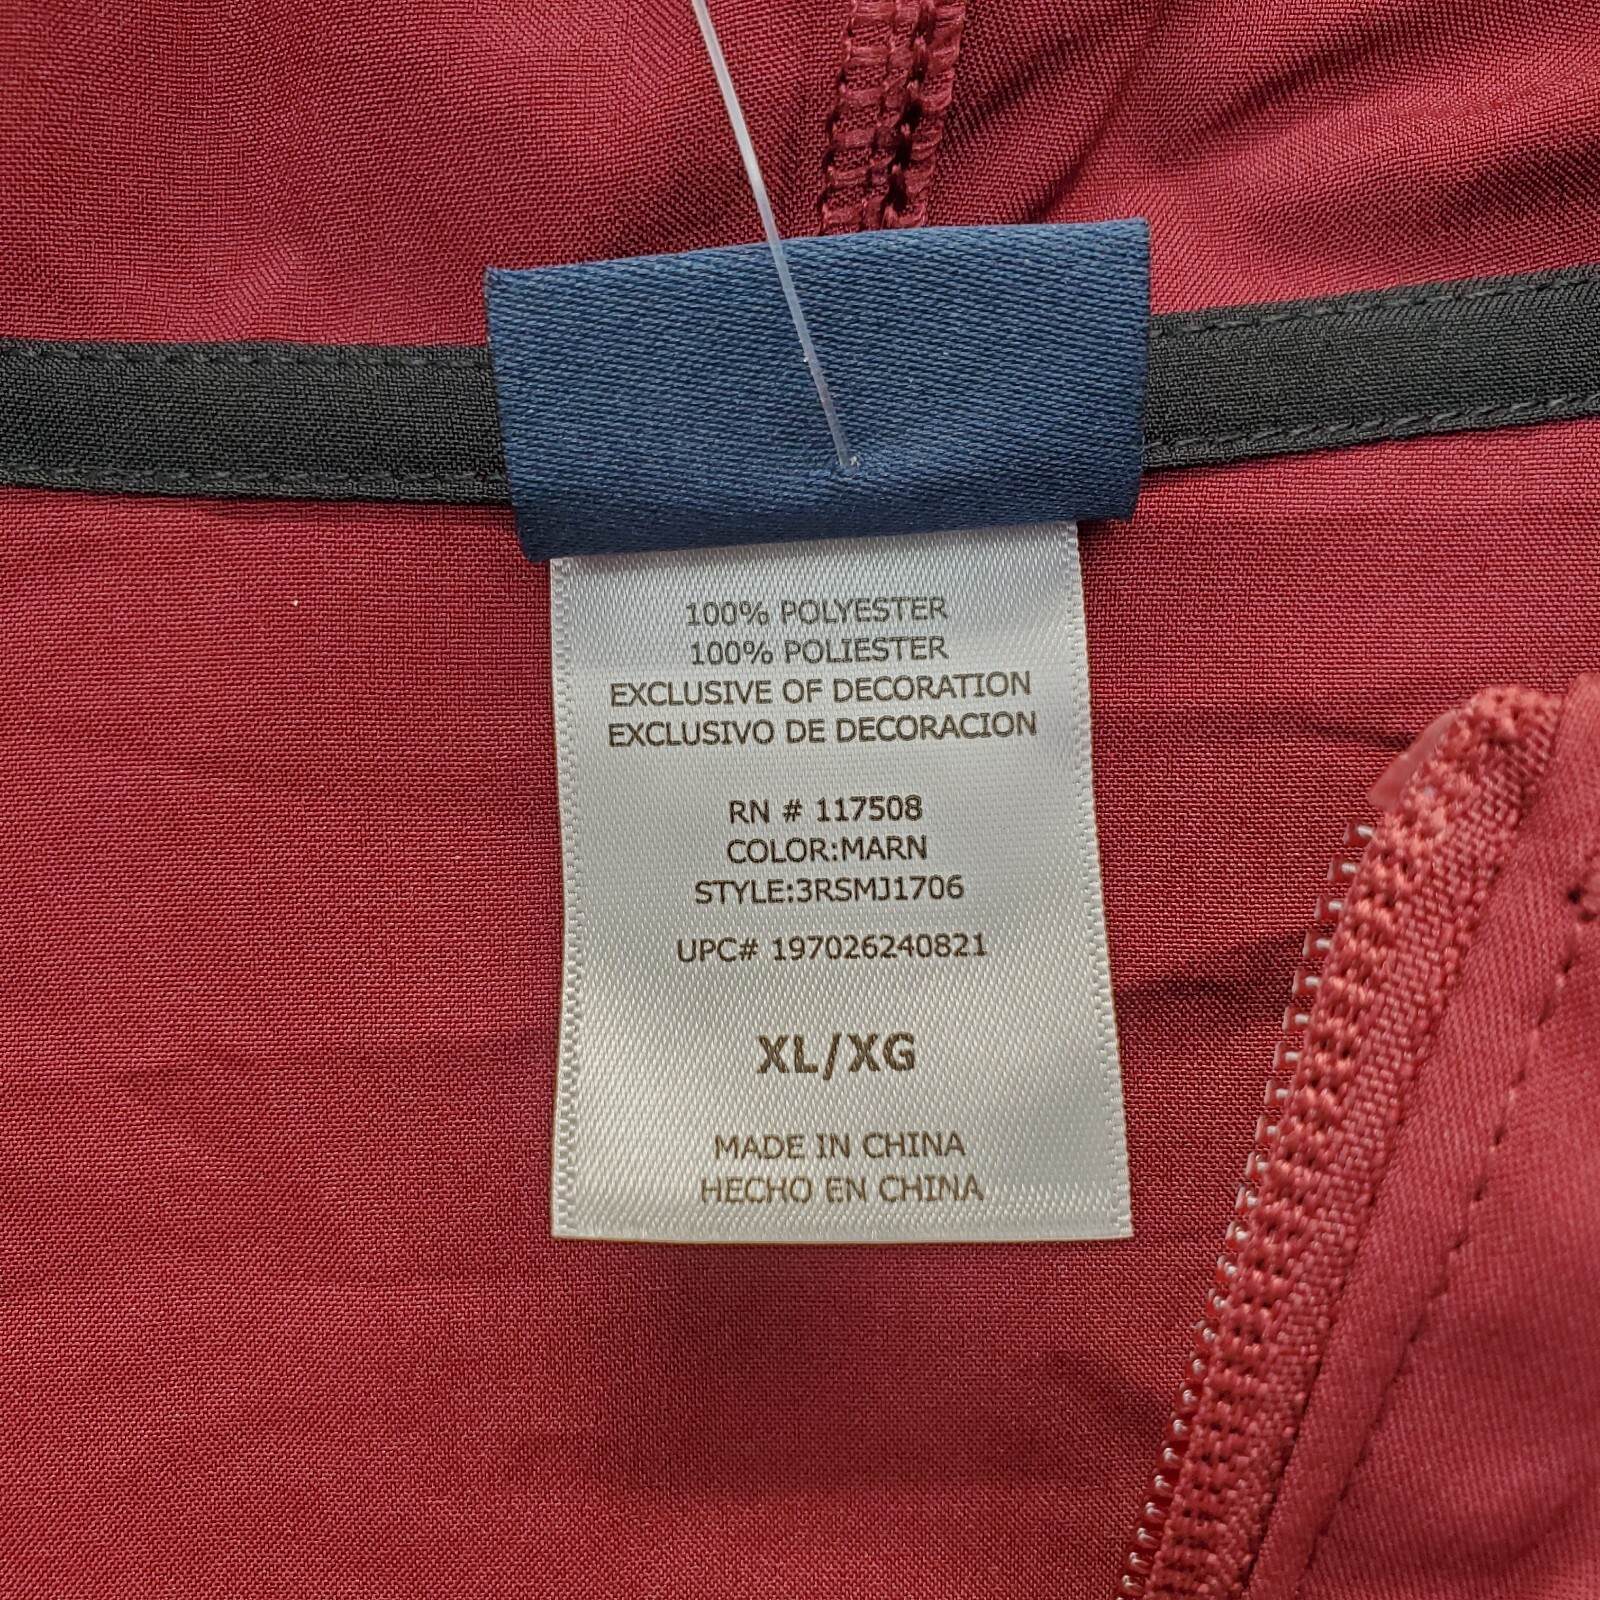 100% POLYESTER
100% POLIESTER
EXCLUSIVE OF DECORATION
EXCLUSIVO DE DECORACION
RN # 117508
COLOR:MARN
STYLE:3RSMJ1706
UPC# 197026240821
XL/XG
MADE IN CHINA
HECHO EN CHINA